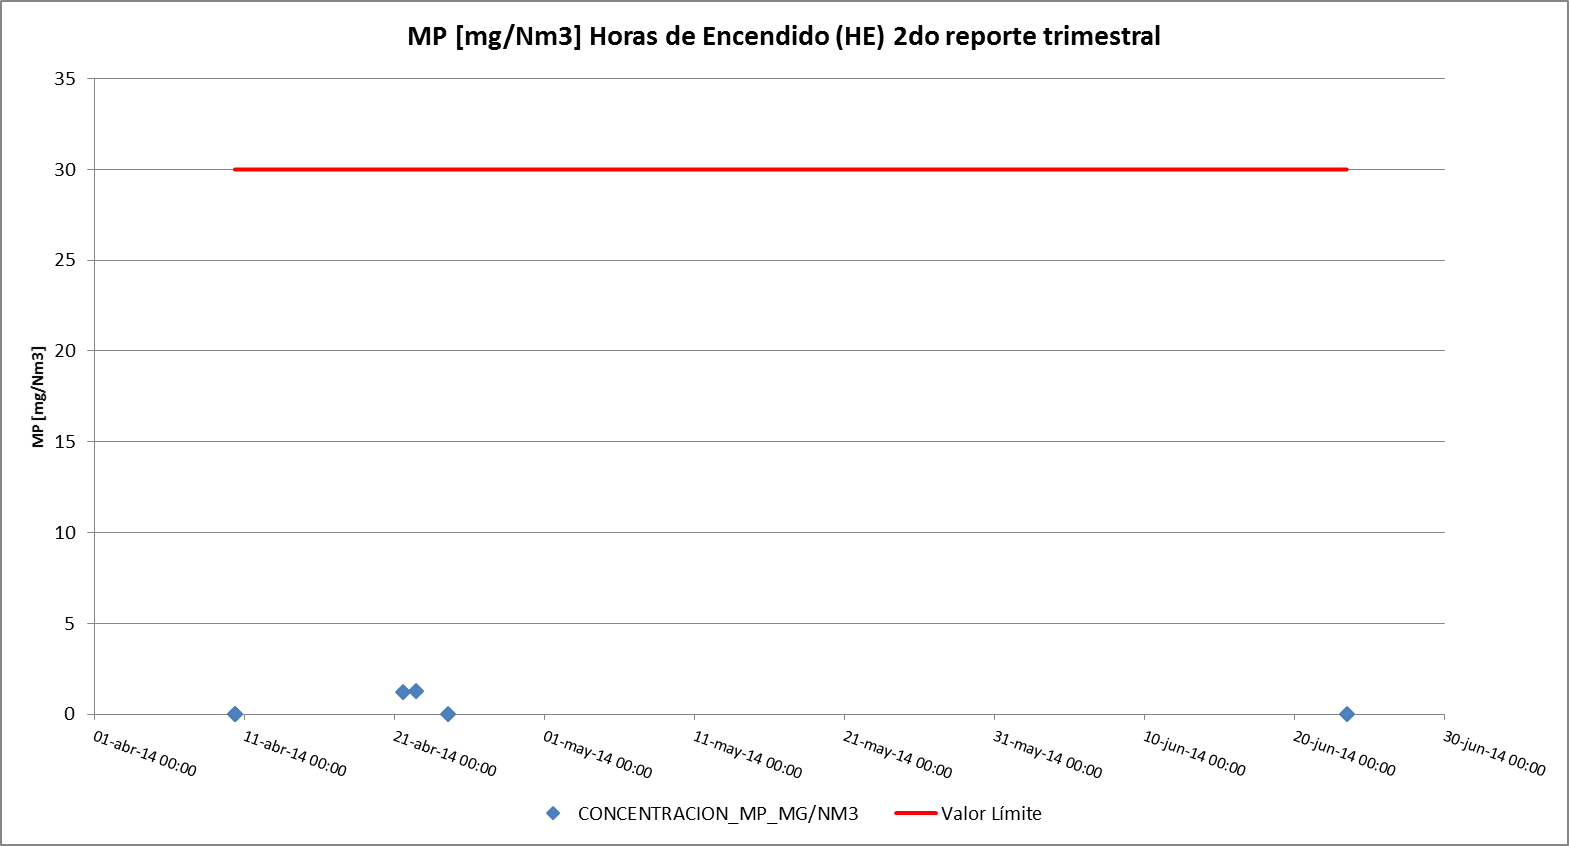 MP [mg/Nm3] Horas de Encendido (HE) 2do reporte trimestral
35
30
25
20
15
10
5
0
MP [mg/Nm3]
01-abr-14 00:00
11-abr-14 00:00
21-abr-14 00:00
01-may-14 00:00
11-may-14 00:00
21-may-14 00:00
31-may-14 00:00
10-jun-14 00:00
20-jun-14 00:00
30-jun-14 00:00
CONCENTRACION_MP_MG/NM3
Valor Límite